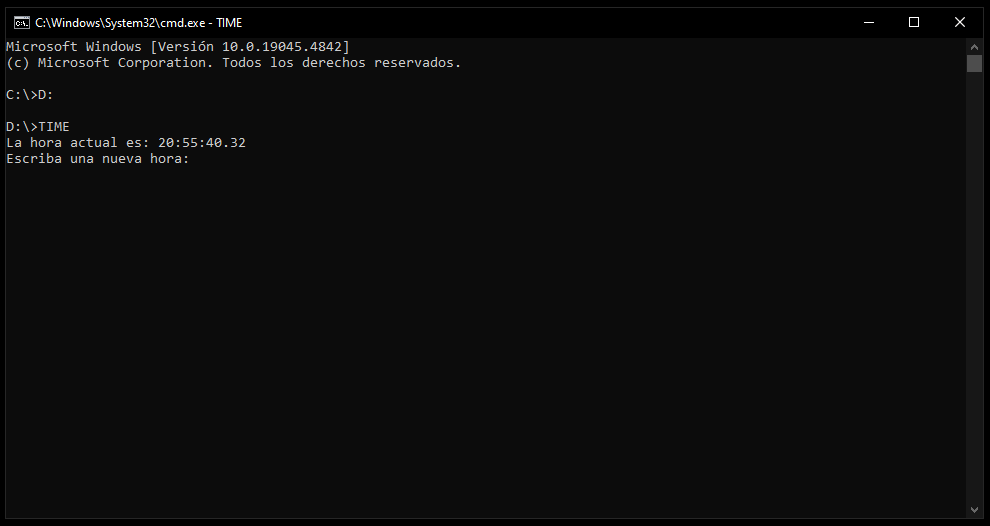 C:\Windows\System32\cmd.exe - TIME
Microsoft Windows [Versión 10.0.19045.4842]
(c) Microsoft Corporation. Todos los derechos reservados.
C:\>D:
D:\>TIME
La hora actual es: 20:55:40.32
Escriba una nueva hora: